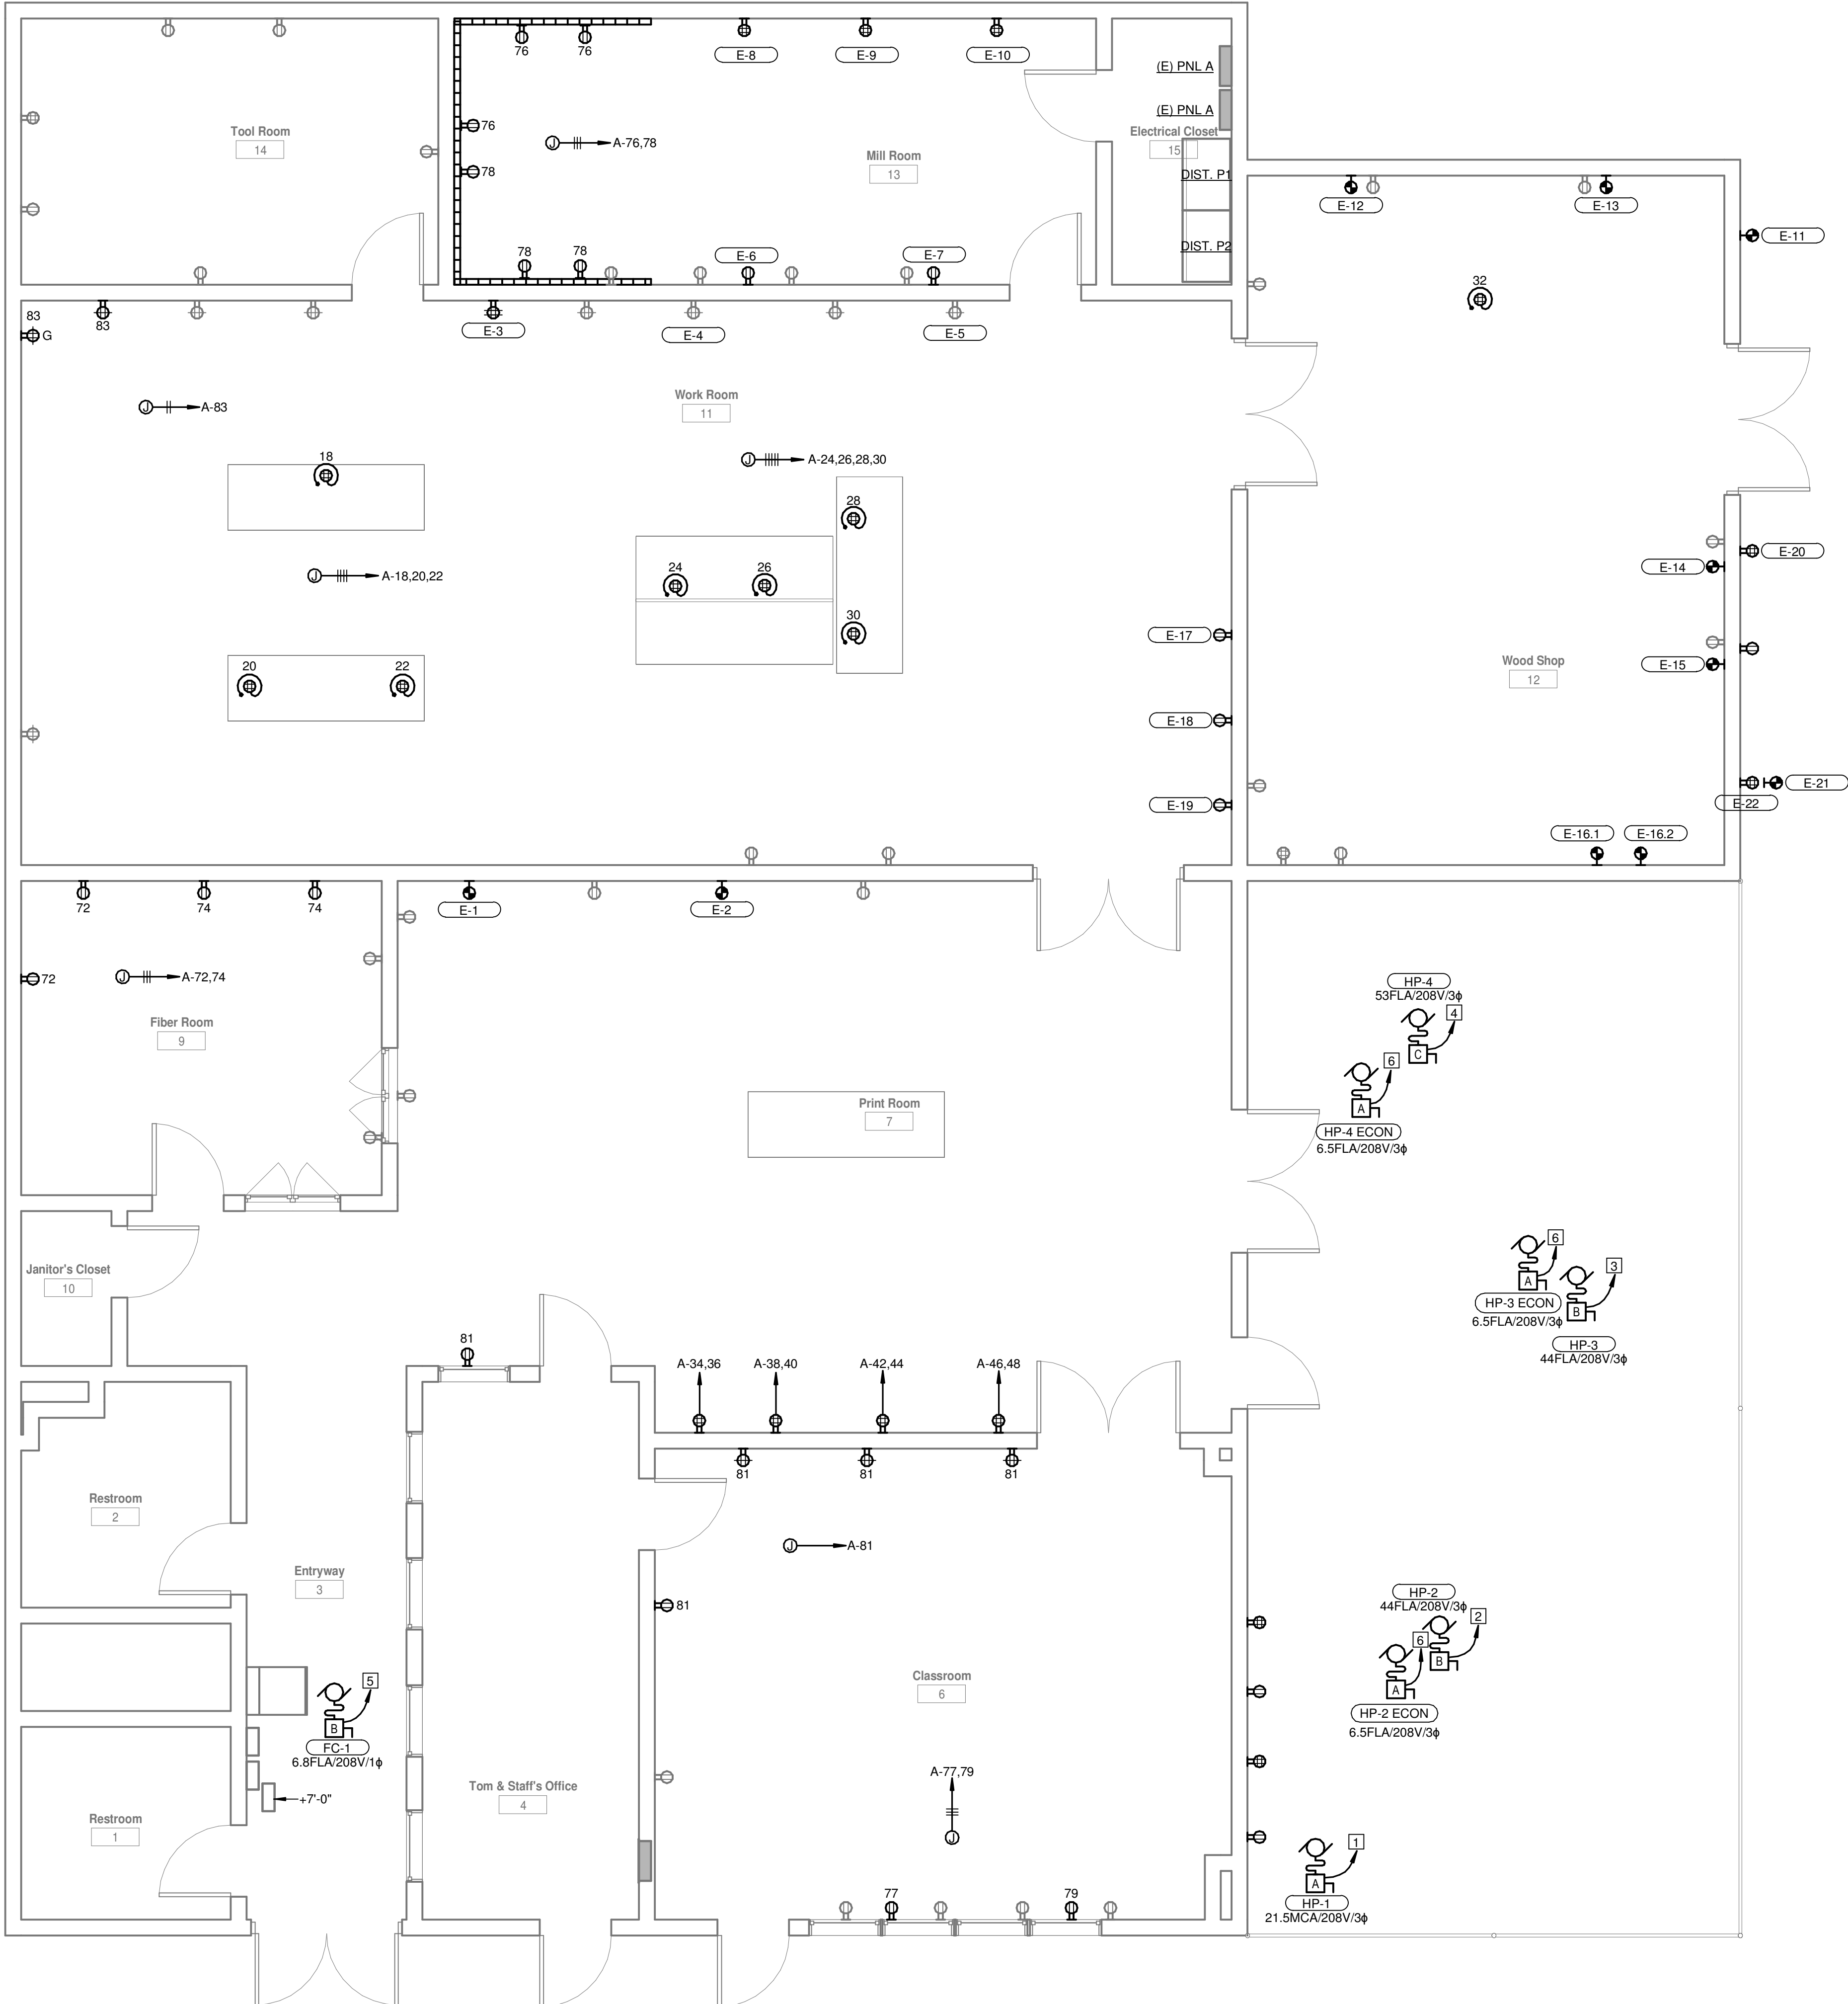 76
76
E-8
E-9
E-10
(E) PNL A
(E) PNL A
Tool Room
14
76
J
A-76,78
Mill Room
13
Electrical Closet
15
78
DIST. P1
E-12
E-13
E-11
DIST. P2
78
78
E-6
E-7
32
83
83
G
E-3
E-4
E-5
J
A-83
Work Room
11
18
J
A-24,26,28,30
28
E-20
E-14
J
A-18,20,22
24
26
30
E-17
20
22
Wood Shop
12
E-15
E-18
E-19
E-21
E-22
E-16.1
E-16.2
72
74
74
E-1
E-2
72
J
A-72,74
HP-4
53FLA/208V/3ϕ
4
C
6
A
HP-4 ECON
6.5FLA/208V/3ϕ
Fiber Room
9
Print Room
7
6
A
HP-3 ECON
6.5FLA/208V/3ϕ
3
B
HP-3
44FLA/208V/3ϕ
Janitor's Closet
10
81
A-34,36
A-38,40
A-42,44
A-46,48
81
81
81
Restroom
2
J
A-81
Entryway
3
81
HP-2
44FLA/208V/3ϕ
2
B
6
A
HP-2 ECON
6.5FLA/208V/3ϕ
Classroom
6
5
B
FC-1
6.8FLA/208V/1ϕ
+7'-0"
Tom & Staff's Office
4
A-77,79
J
Restroom
1
1
A
HP-1
21.5MCA/208V/3ϕ
77
79